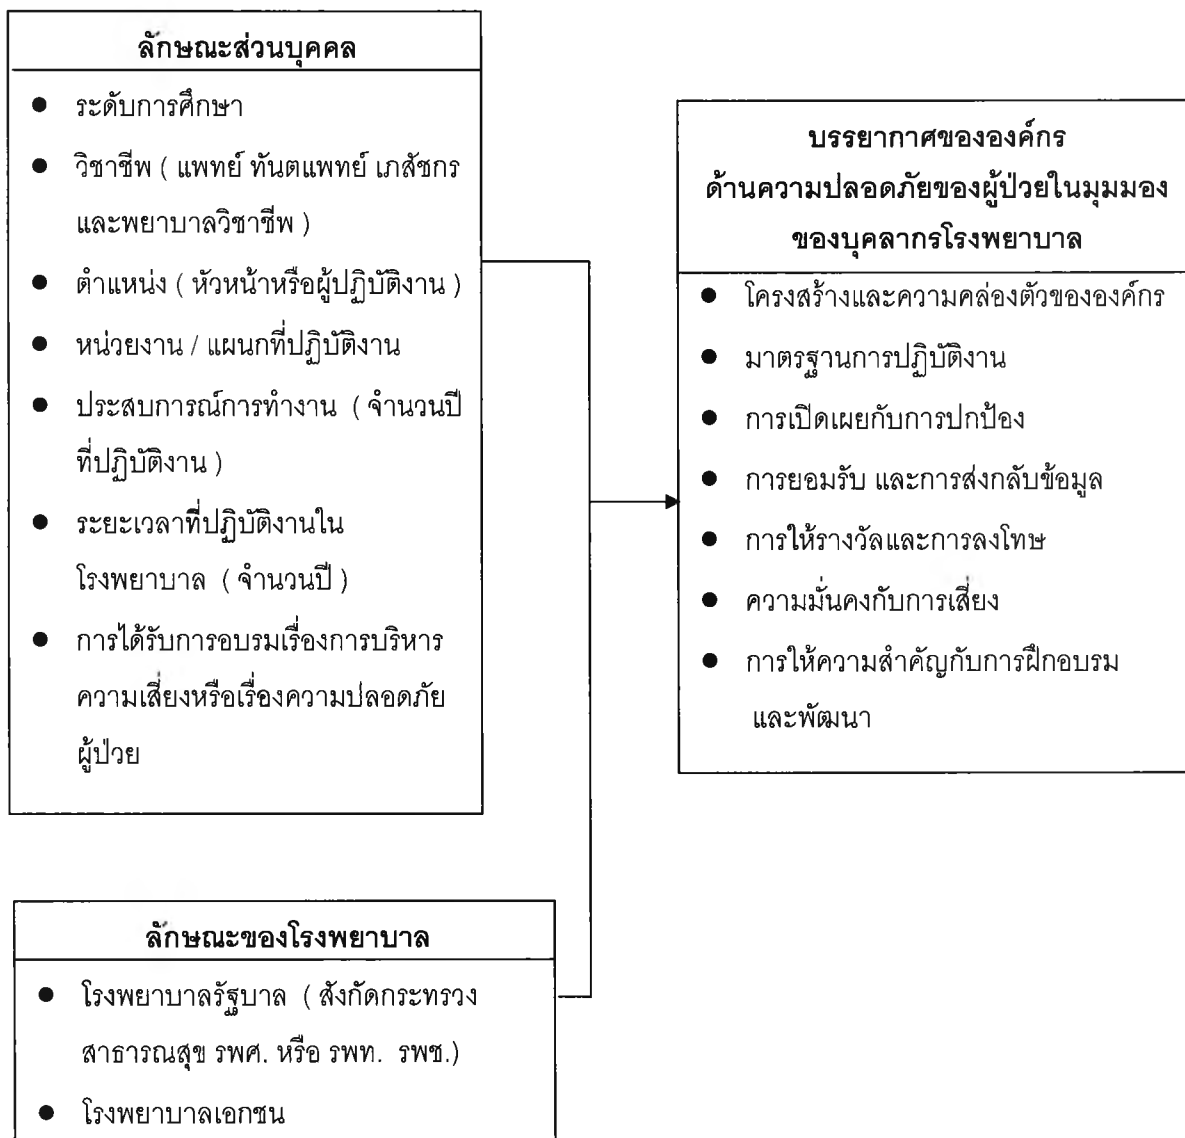 ลักษณะส่วนบุคคล
● ระดับการศึกษา
● วิชาชีพ ( แพทย์ ทันตแพทย์ เภสัชกร
และพยาบาลวิชาชีพ )
● ตำแหน่ง ( หัวหน้าหรือผู้ปฏิบัติงาน )
● หน่วยงาน / แผนกที่ปฏิบัติงาน
● ประสบการณ์การทำงาน ( จำนวนปี
ที่ปฏิบัติงาน )
● ระยะเวลาที่ปฏิบัติงานใน
โรงพยาบาล ( จำนวนปี )
● การได้รับการอบรมเรื่องการบริหาร
ความเสี่ยงหรือเรื่องความปลอดภัย
ผู้ป่วย
บรรยากาศขององค์กร
ด้านความปลอดภัยของผู้ป่วยในมุมมอง
ของบุคลากรโรงพยาบาล
● โครงสร้างและความคล่องตัวขององค์กร
● มาตรฐานการปฏิบัติงาน
● การเปิดเผยกับการปกป้อง
● การยอมรับ และการส่งกลับข้อมูล
● การให้รางวัลและการลงโทษ
● ความมั่นคงกับการเสี่ยง
● การให้ความสำคัญกับการฝึกอบรม
และพัฒนา
ลักษณะของโรงพยาบาล
● โรงพยาบาลรัฐบาล ( สังกัดกระทรวง
สาธารณสุข รพศ. หรือ รพท. รพช.)
● โรงพยาบาลเอกชน